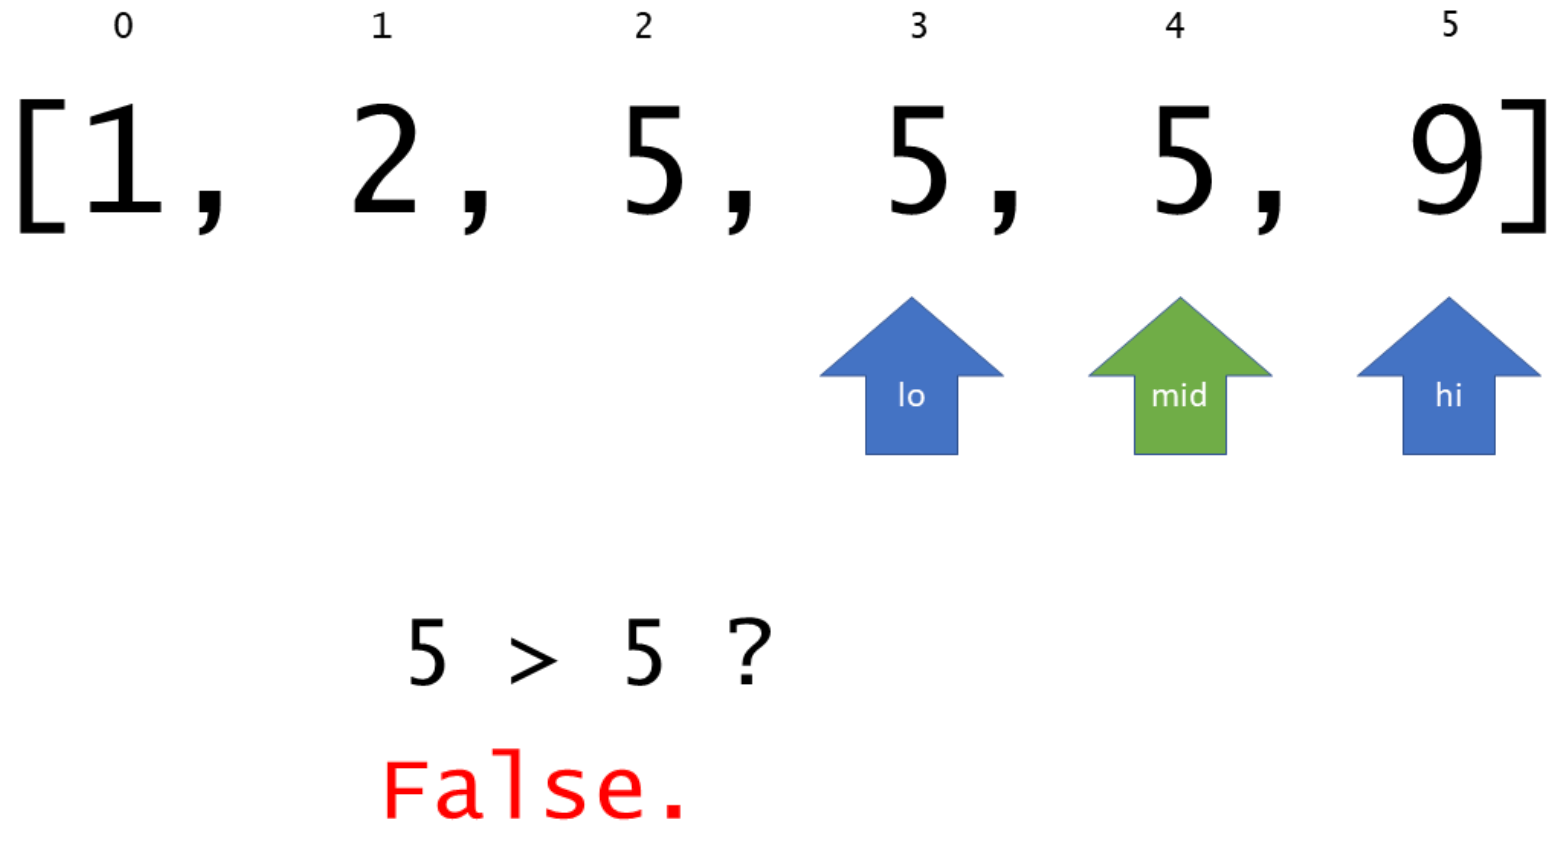 0 1 2 3 4 5
[1, 2, 5, 5, 5, 9]
lo mid hi
5 > 5 ?
False.